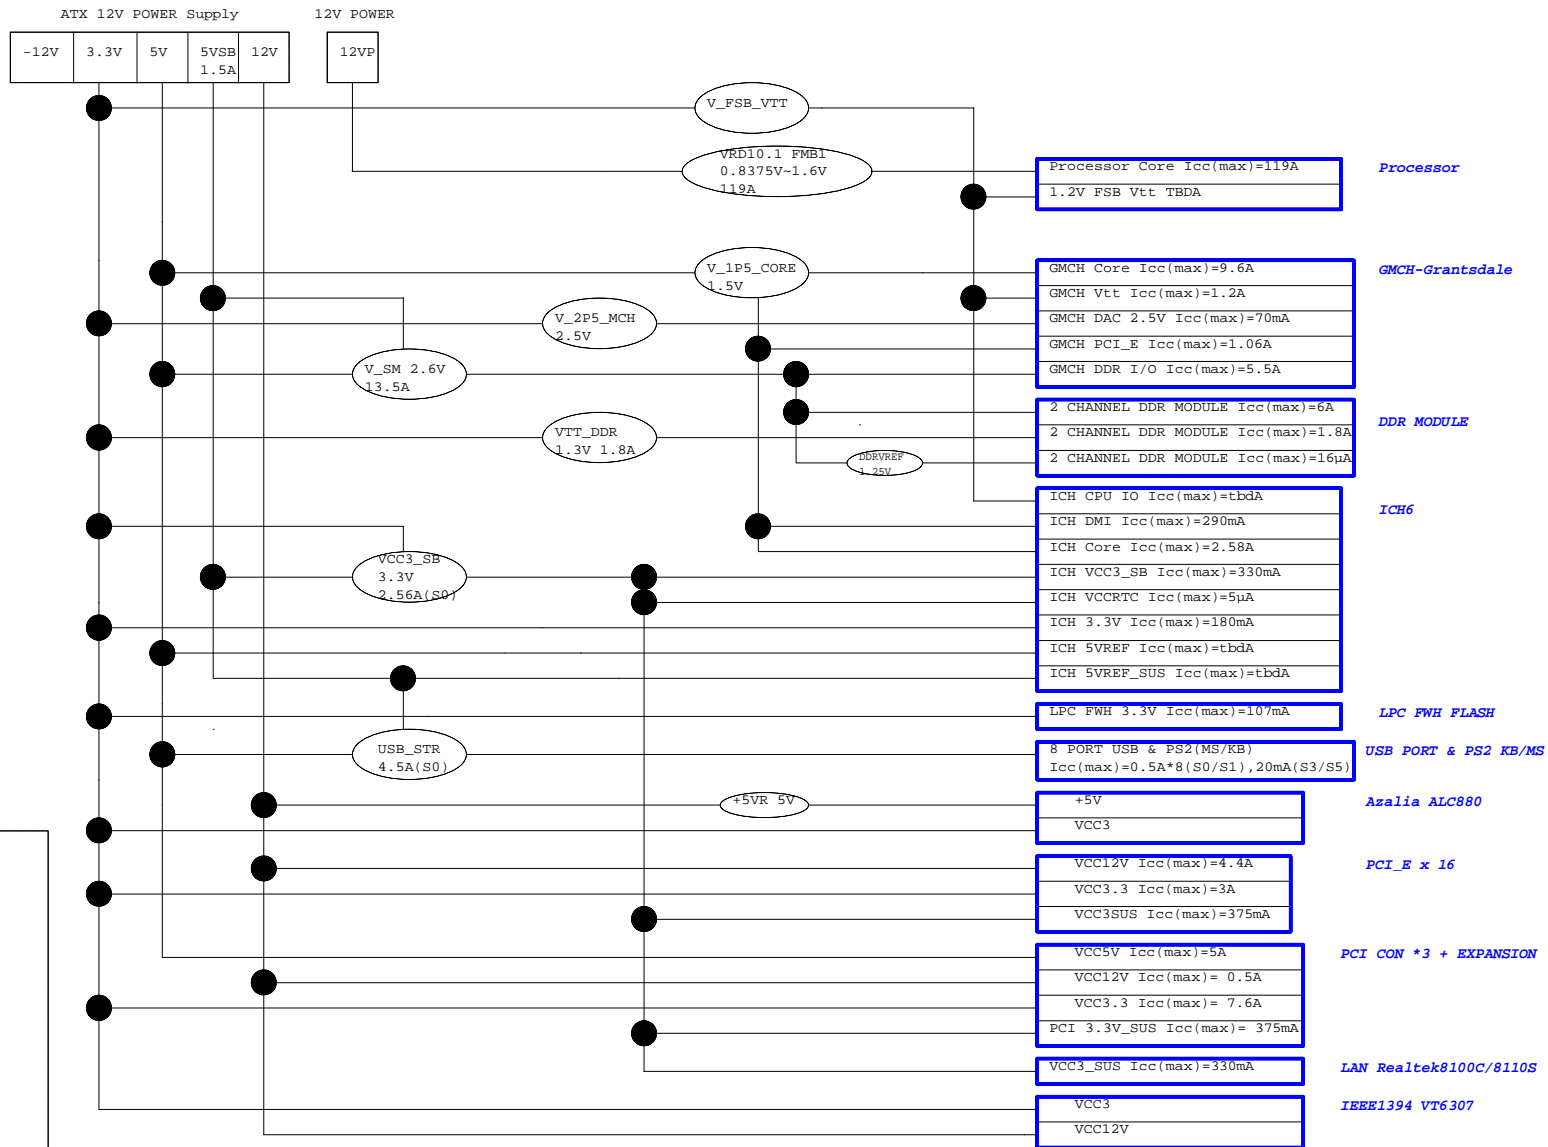 ATX 12V POWER Supply
12V POWER
-12V
3.3V
5V
5VSB
1.5A
12V
12VP
V_FSB_VTT
VRD10.1 FMB1
0.8375V~1.6V
119A
Processor Core Icc(max)=119A
1.2V FSB Vtt TBDA
Processor
V_1P5_CORE
1.5V
GMCH Core Icc(max)=9.6A
GMCH Vtt Icc(max)=1.2A
GMCH DAC 2.5V Icc(max)=70mA
GMCH PCI_E Icc(max)=1.06A
GMCH DDR I/O Icc(max)=5.5A
GMCH-Grantsdale
V_2P5_MCH
2.5V
V_SM 2.6V
13.5A
2 CHANNEL DDR MODULE Icc(max)=6A
2 CHANNEL DDR MODULE Icc(max)=1.8A
2 CHANNEL DDR MODULE Icc(max)=16µA
DDR MODULE
VTT_DDR
1.3V 1.8A
DDRVREF
1.25V
ICH CPU IO Icc(max)=tbdA
ICH DMI Icc(max)=290mA
ICH Core Icc(max)=2.58A
ICH VCC3_SB Icc(max)=330mA
ICH VCCRTC Icc(max)=5µA
ICH 3.3V Icc(max)=180mA
ICH 5VREF Icc(max)=tbdA
ICH 5VREF_SUS Icc(max)=tbdA
ICH6
VCC3_SB
3.3V
2.56A(S0)
LPC FWH 3.3V Icc(max)=107mA
LPC FWH FLASH
USB_STR
4.5A(S0)
8 PORT USB & PS2(MS/KB)
Icc(max)=0.5A*8(S0/S1),20mA(S3/S5)
USB PORT & PS2 KB/MS
+5VR 5V
+5V
VCC3
Azalia ALC880
VCC12V Icc(max)=4.4A
VCC3.3 Icc(max)=3A
VCC3SUS Icc(max)=375mA
PCI_E x 16
VCC5V Icc(max)=5A
VCC12V Icc(max)= 0.5A
VCC3.3 Icc(max)= 7.6A
PCI 3.3V_SUS Icc(max)= 375mA
PCI CON *3 + EXPANSION
VCC3_SUS Icc(max)=330mA
LAN Realtek8100C/8110S
VCC3
VCC12V
IEEE1394 VT6307